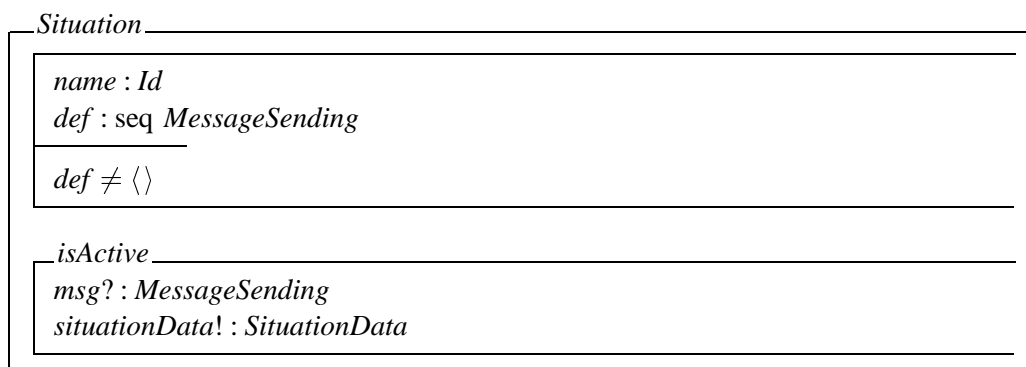 Situation
name : Id
def : seq MessageSending
def ≠ ⟨⟩
isActive
msg? : MessageSending
situationData! : SituationData